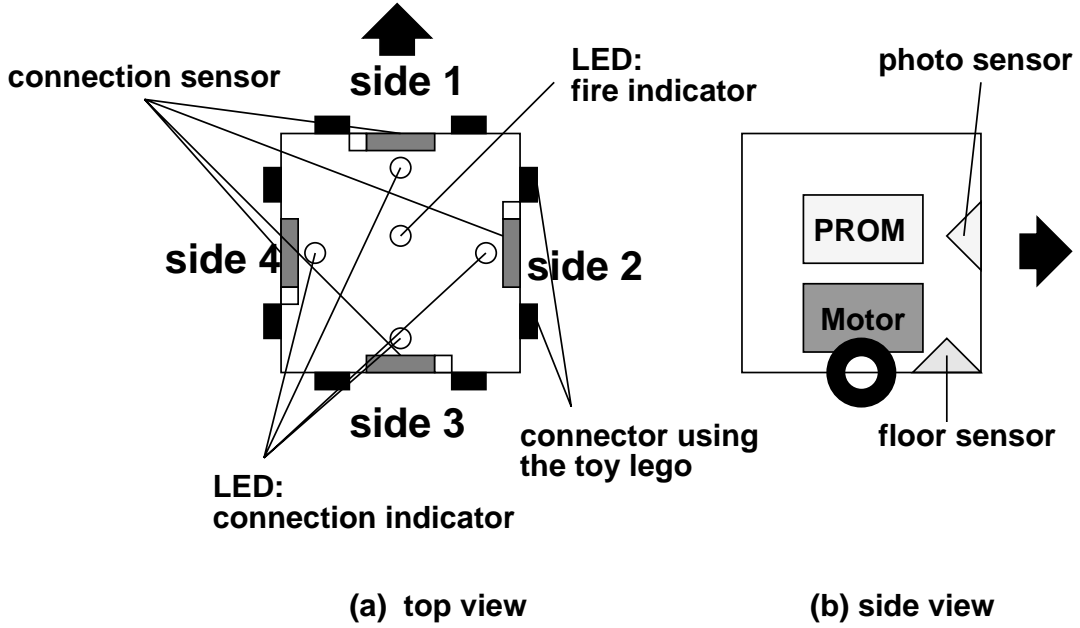 connection sensor
side 1
LED:
fire indicator
photo sensor
side 4
side 2
PROM
Motor
side 3
connector using
the toy lego
floor sensor
LED:
connection indicator
(a) top view
(b) side view